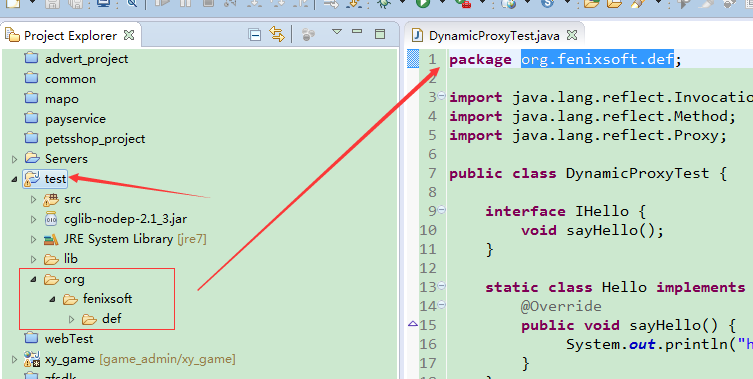 Project Explorer
advert_project
common
mapo
payservice
petsshop_project
Servers
test
src
cglib-nodep-2.1_3.jar
JRE System Library [jre7]
lib
org
fenixsoft
def
webTest
xy_game [game_admin/xy_game]
DynamicProxyTest.java
1 package org.fenixsoft.def;
2
3 import java.lang.reflect.Invocatio
4 import java.lang.reflect.Method;
5 import java.lang.reflect.Proxy;
6
7 public class DynamicProxyTest {
8
9 interface IHello {
10 void sayHello();
11 }
12
13 static class Hello implements
14 @Override
15 public void sayHello() {
16 System.out.println("h
17 }